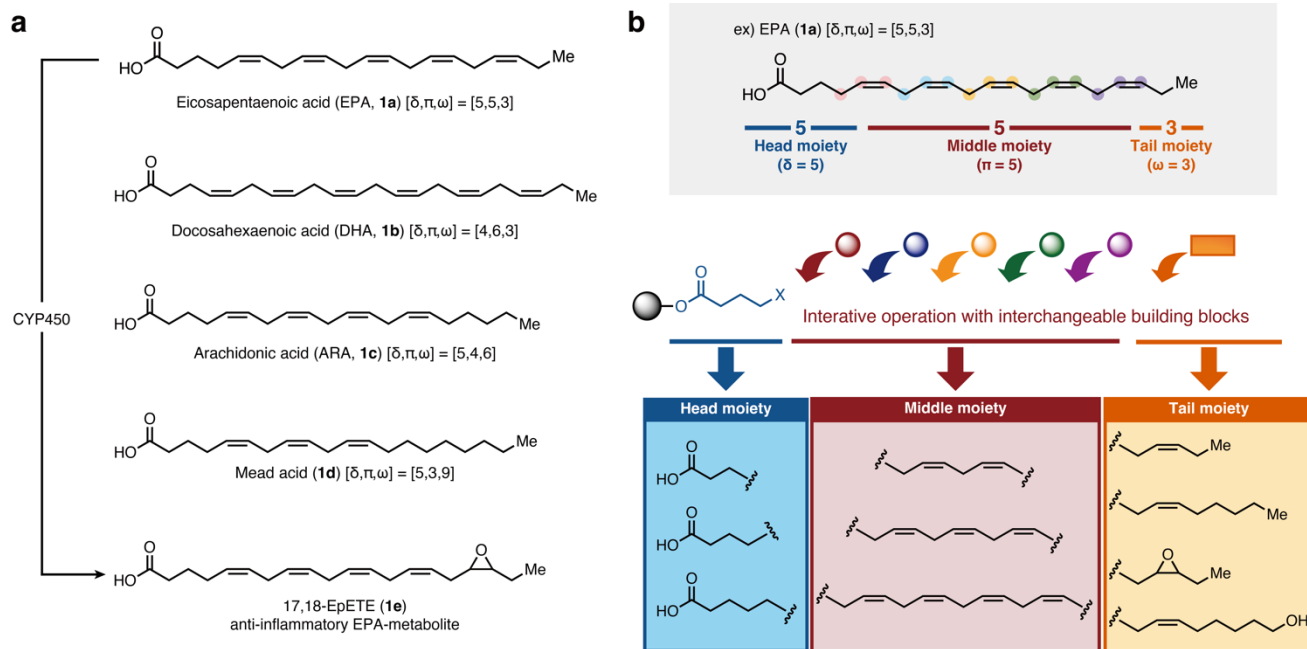 a
O
HO
Me
Eicosapentaenoic acid (EPA, 1a) [δ,π,ω] = [5,5,3]
O
HO
Me
Docosahexaenoic acid (DHA, 1b) [δ,π,ω] = [4,6,3]
O
HO
Me
CYP450
Arachidonic acid (ARA, 1c) [δ,π,ω] = [5,4,6]
O
HO
Me
Mead acid (1d) [δ,π,ω] = [5,3,9]
O
HO
O
Me
17,18-EpETE (1e)
anti-inflammatory EPA-metabolite
b
ex) EPA (1a) [δ,π,ω] = [5,5,3]
O
HO
Me
5
Head moiety
(δ = 5)
5
Middle moiety
(π = 5)
3
Tail moiety
(ω = 3)
O
O
X
Interative operation with interchangeable building blocks
Head moiety
O
HO
O
HO
O
HO
Middle moiety
Tail moiety
Me
Me
O
Me
OH